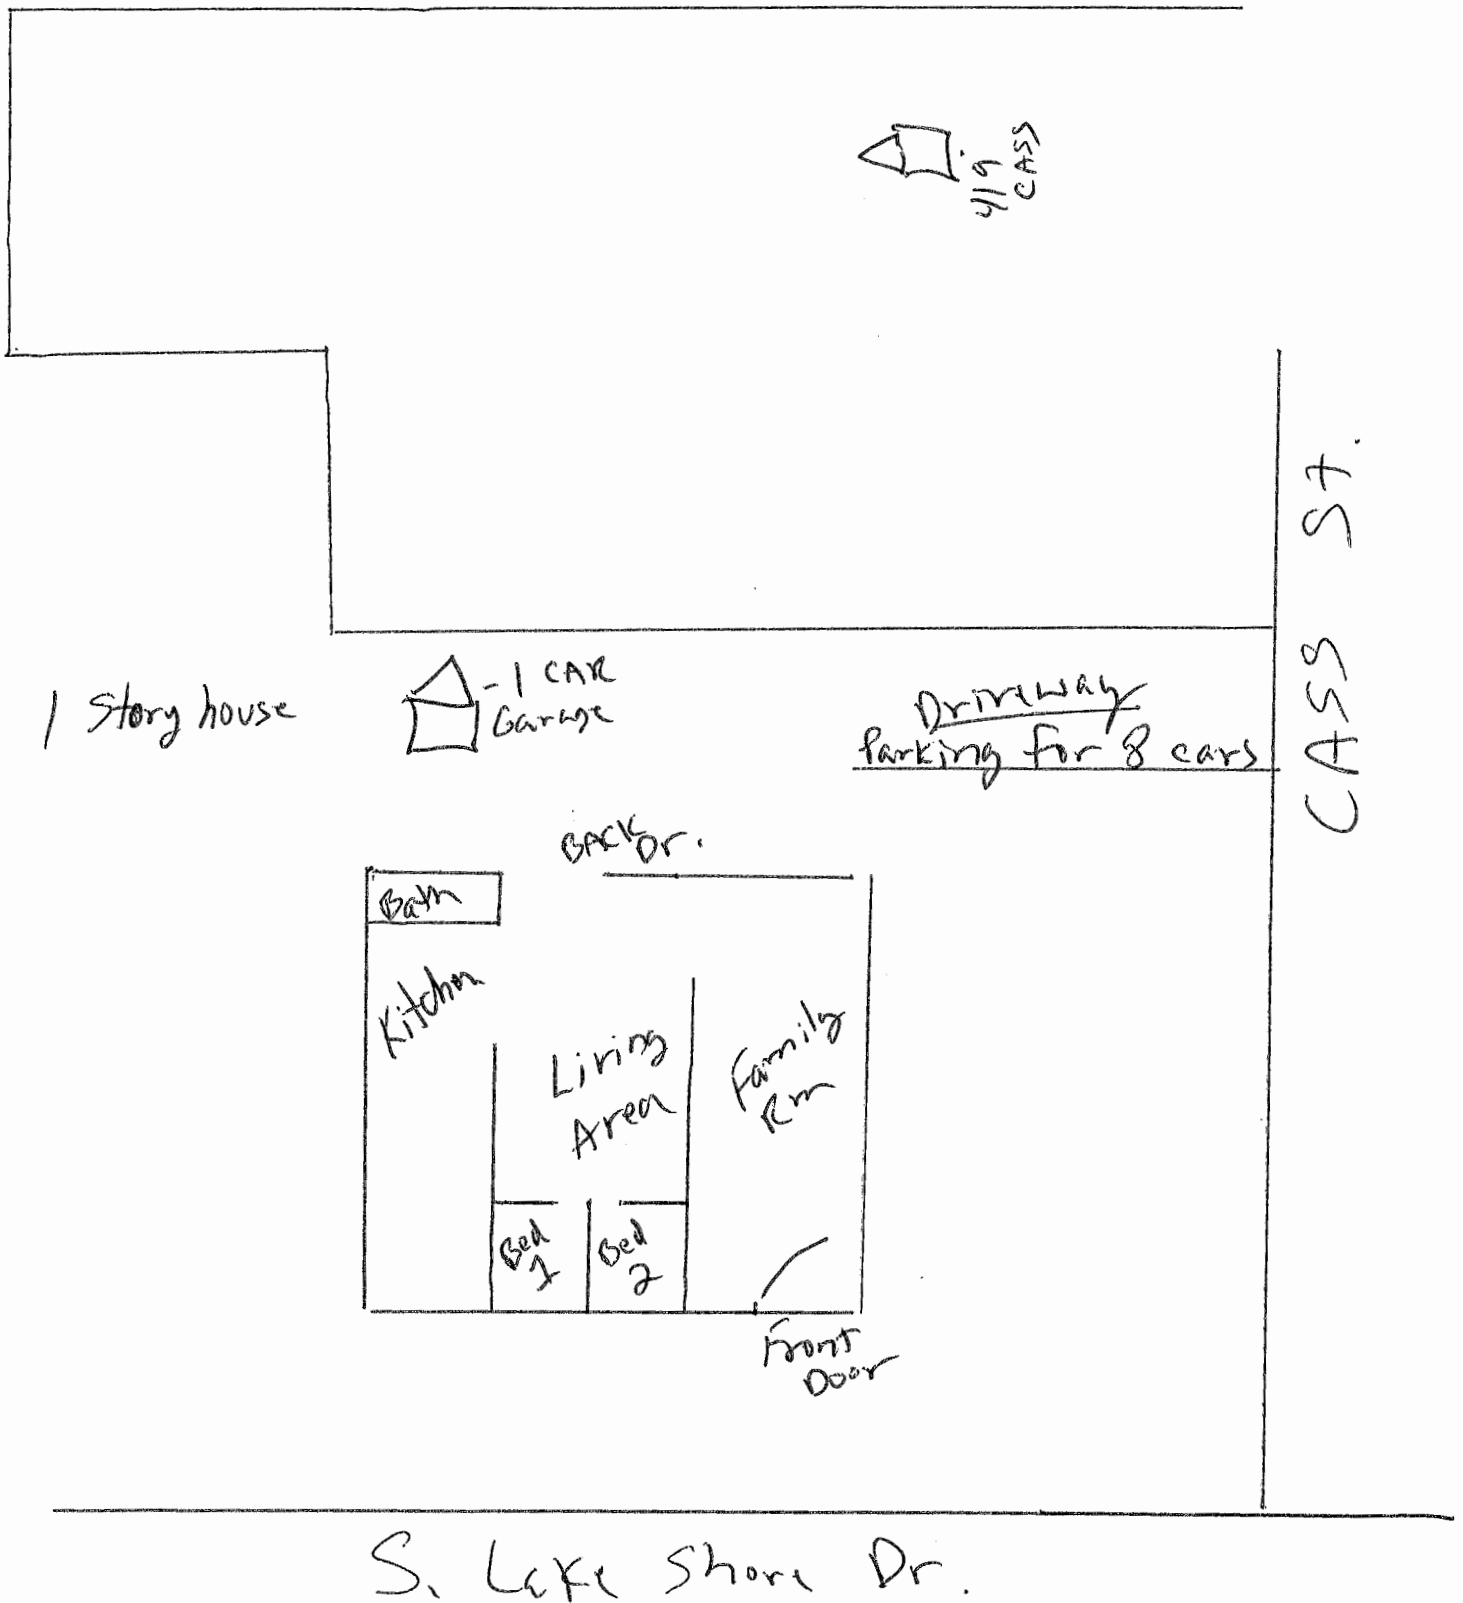 419
CASS
CASS St.
1 Story house
- 1 CAR
Garage
Driveway
Parking for 8 cars
BACK Dr.
Bath
Kitchen
Living
Area
Family
Rm
Bed
1
Bed
2
Front
Door
S. Lake Shore Dr.